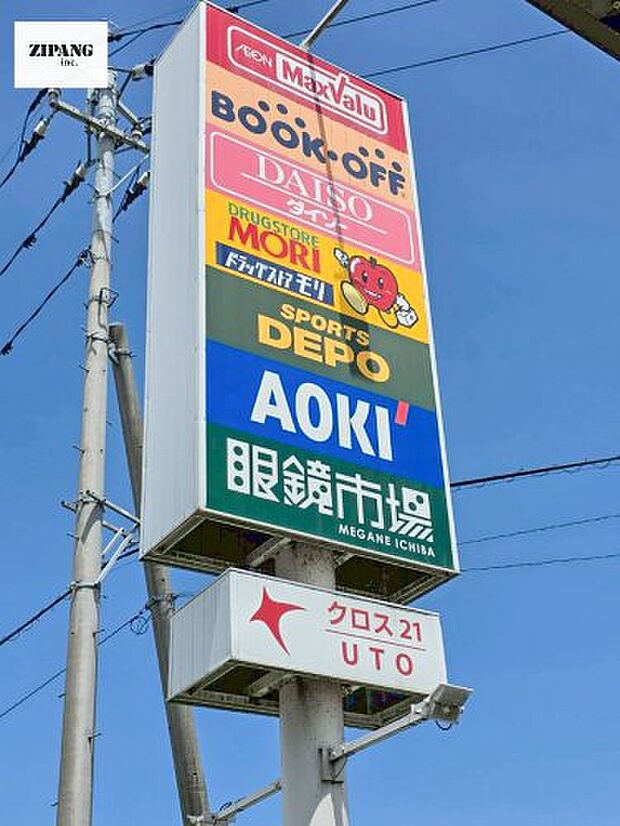 ZIPANG
inc.
AEON MaxValu
BOOK·OFF
DAISO
ダイソー
DRUGSTORE
MORI
ドラッグストア モリ
SPORTS
DEPO
AOKI
眼鏡市場
MEGANE ICHIBA
クロス21
UTO